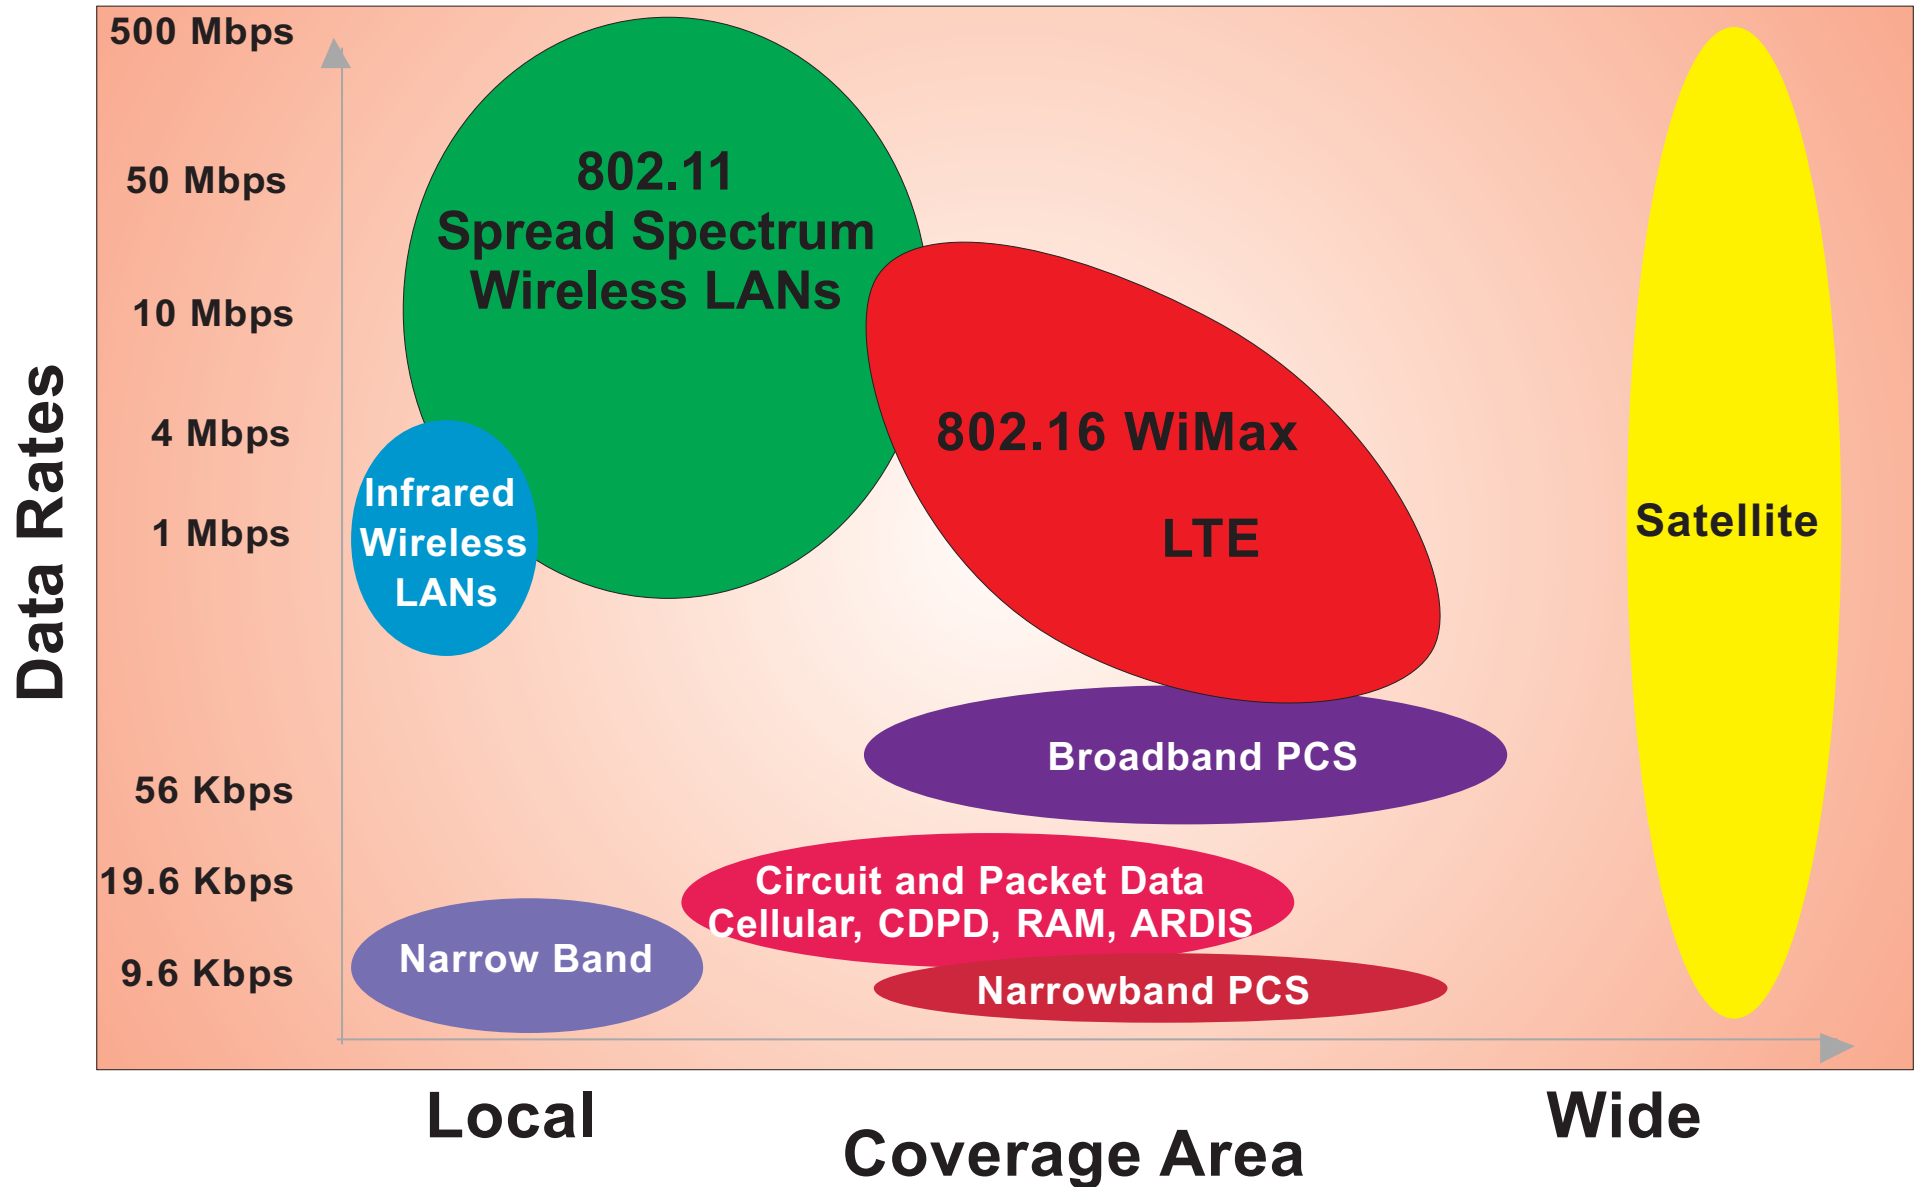 500 Mbps
50 Mbps
10 Mbps
4 Mbps
1 Mbps
56 Kbps
19.6 Kbps
9.6 Kbps
Data Rates
802.11
Spread Spectrum
Wireless LANs
Infrared
Wireless
LANs
802.16 WiMax
LTE
Satellite
Broadband PCS
Circuit and Packet Data
Cellular, CDPD, RAM, ARDIS
Narrow Band
Narrowband PCS
Local
Wide
Coverage Area